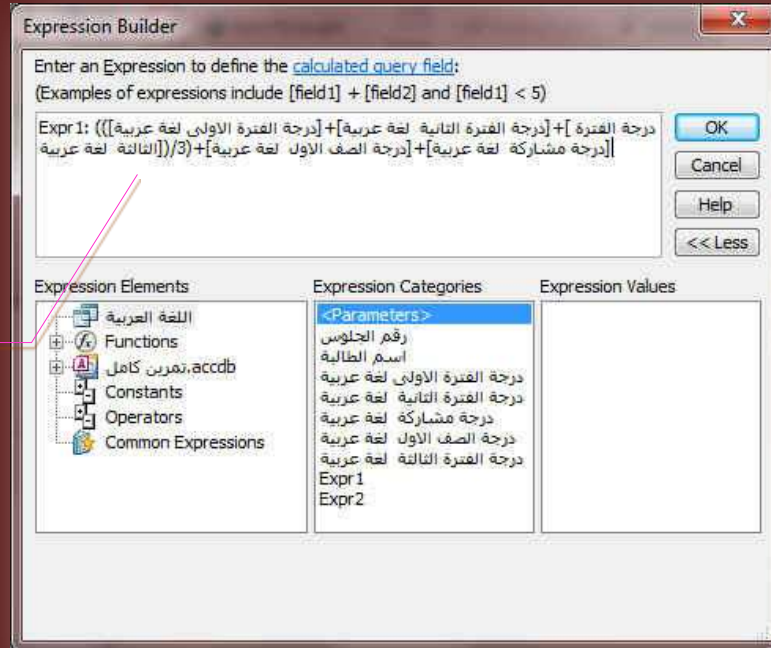 Expression Builder
Enter an Expression to define the calculated query field:
(Examples of expressions include [field1] + [field2] and [field1] < 5)
Expr1: (([درجة الفترة الاولى لغة عربية]+[درجة الفترة الثانية لغة عربية]+[درجة الفترة
الثالثة لغة عربية])/3)+[درجة الصف الاول لغة عربية]+[درجة مشاركة لغة عربية]
OK
Cancel
Help
<< Less
Expression Elements
اللغة العربية
Functions
تمرين كامل.accdb
Constants
Operators
Common Expressions
Expression Categories
<Parameters>
رقم الجلوس
اسم الطالبة
درجة الفترة الاولى لغة عربية
درجة الفترة الثانية لغة عربية
درجة مشاركة لغة عربية
درجة الصف الاول لغة عربية
درجة الفترة الثالثة لغة عربية
Expr1
Expr2
Expression Values